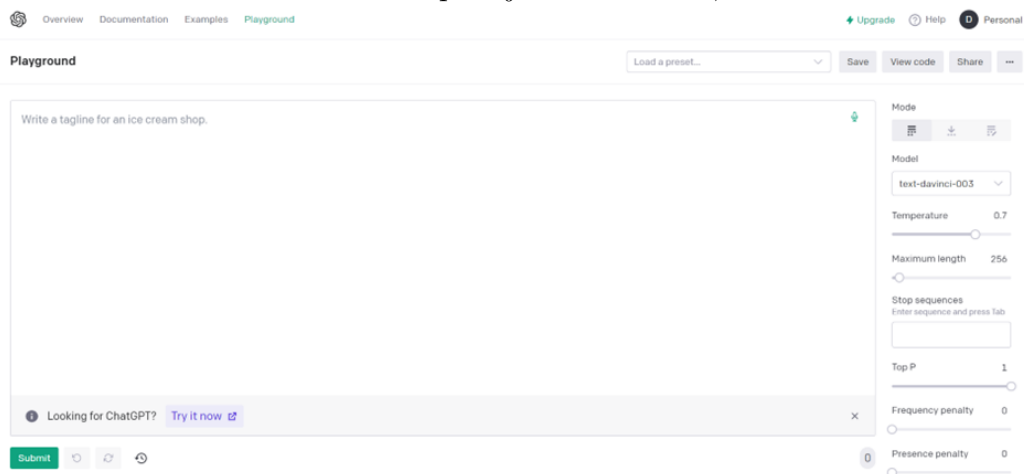 Overview Documentation Examples Playground Upgrade Help D Personal
Playground Load a preset... Save View code Share ...
Write a tagline for an ice cream shop.
Mode
Model
text-davinci-003
Temperature 0.7
Maximum length 256
Stop sequences
Enter sequence and press Tab
Top P 1
Looking for ChatGPT? Try it now
Frequency penalty 0
Submit 0
Presence penalty 0